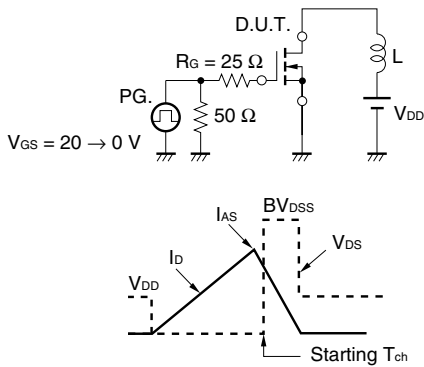 D.U.T.
RG = 25 Ω
L
PG.
50 Ω
VDD
VGS = 20 → 0 V
BVDSS
IAS
ID
VDS
VDD
Starting Tch